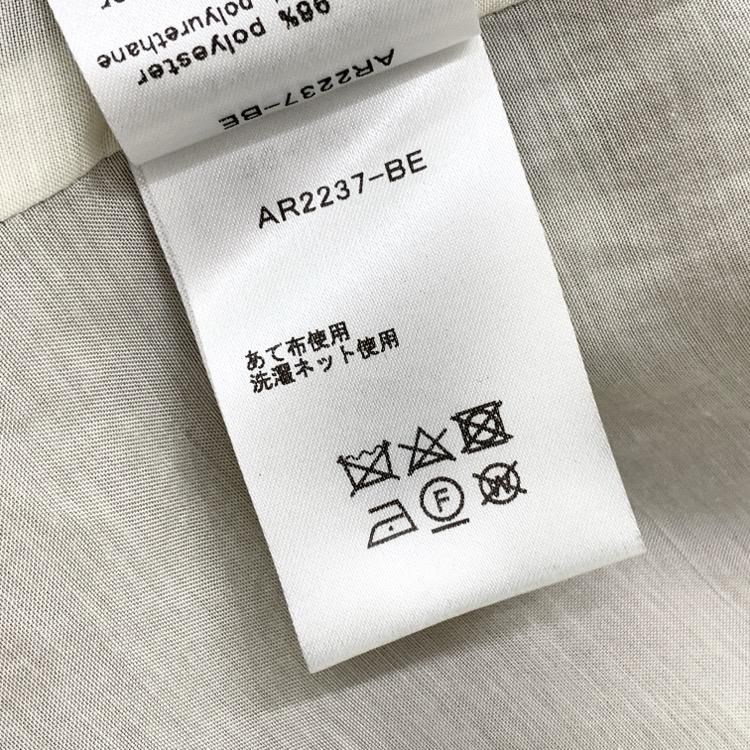 98% polyester
polyurethane
AR2237-BE
AR2237-BE
あて布使用
洗濯ネット使用
F
W